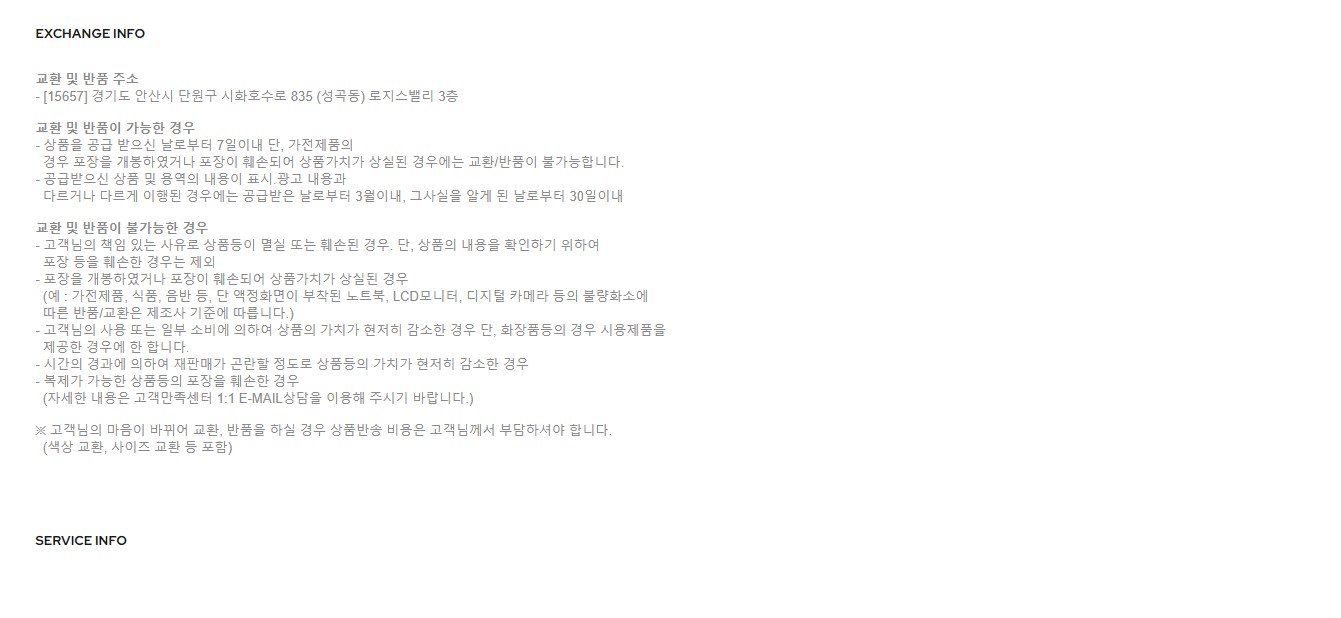 EXCHANGE INFO
교환 및 반품 주소
- [15657] 경기도 안산시 단원구 시화호수로 835 (성곡동) 로지스밸리 3층
교환 및 반품이 가능한 경우
- 상품을 공급 받으신 날로부터 7일이내 단, 가전제품의
경우 포장을 개봉하였거나 포장이 훼손되어 상품가치가 상실된 경우에는 교환/반품이 불가능합니다.
- 공급받으신 상품 및 용역의 내용이 표시.광고 내용과
다르거나 다르게 이행된 경우에는 공급받은 날로부터 3월이내, 그사실을 알게 된 날로부터 30일이내
교환 및 반품이 불가능한 경우
- 고객님의 책임 있는 사유로 상품등이 멸실 또는 훼손된 경우. 단, 상품의 내용을 확인하기 위하여
포장 등을 훼손한 경우는 제외
- 포장을 개봉하였거나 포장이 훼손되어 상품가치가 상실된 경우
(예 : 가전제품, 식품, 음반 등, 단 액정화면이 부착된 노트북, LCD모니터, 디지털 카메라 등의 불량화소에
따른 반품/교환은 제조사 기준에 따릅니다.)
- 고객님의 사용 또는 일부 소비에 의하여 상품의 가치가 현저히 감소한 경우 단, 화장품등의 경우 시용제품을
제공한 경우에 한 합니다.
- 시간의 경과에 의하여 재판매가 곤란할 정도로 상품등의 가치가 현저히 감소한 경우
- 복제가 가능한 상품등의 포장을 훼손한 경우
(자세한 내용은 고객만족센터 1:1 E-MAIL상담을 이용해 주시기 바랍니다.)
※ 고객님의 마음이 바뀌어 교환, 반품을 하실 경우 상품반송 비용은 고객님께서 부담하셔야 합니다.
(색상 교환, 사이즈 교환 등 포함)
SERVICE INFO